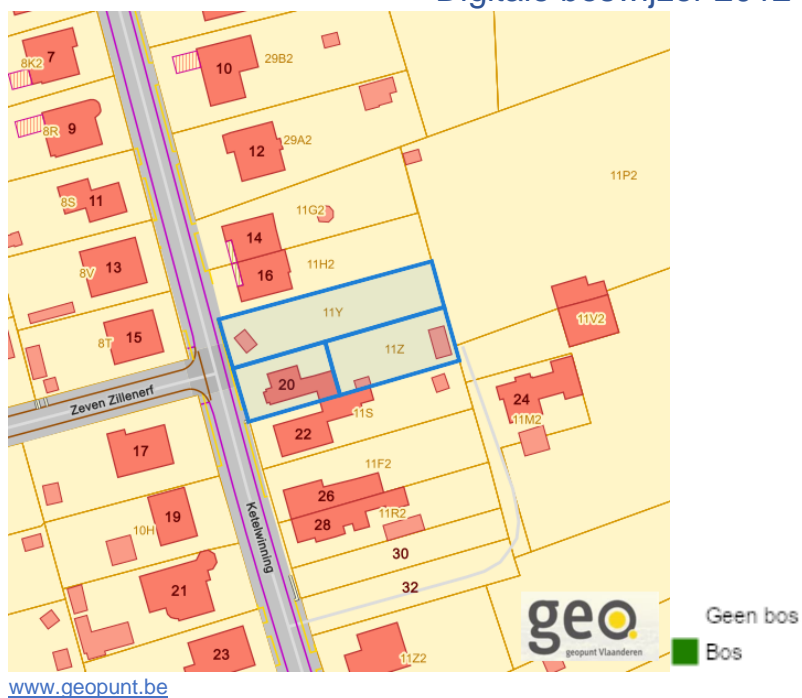 7
8K2
10
29B2
9
8R
12
29A2
11P2
8S
11
14
11G2
8V
13
16
11H2
11Y
11V2
8T
15
11Z
20
Zeven Zillenerf
24
11M2
11S
22
17
11F2
26
11R2
28
Ketelwinning
19
10H
30
32
21
23
11Z2
geo.
geopunt Vlaanderen
Geen bos
Bos
www.geopunt.be